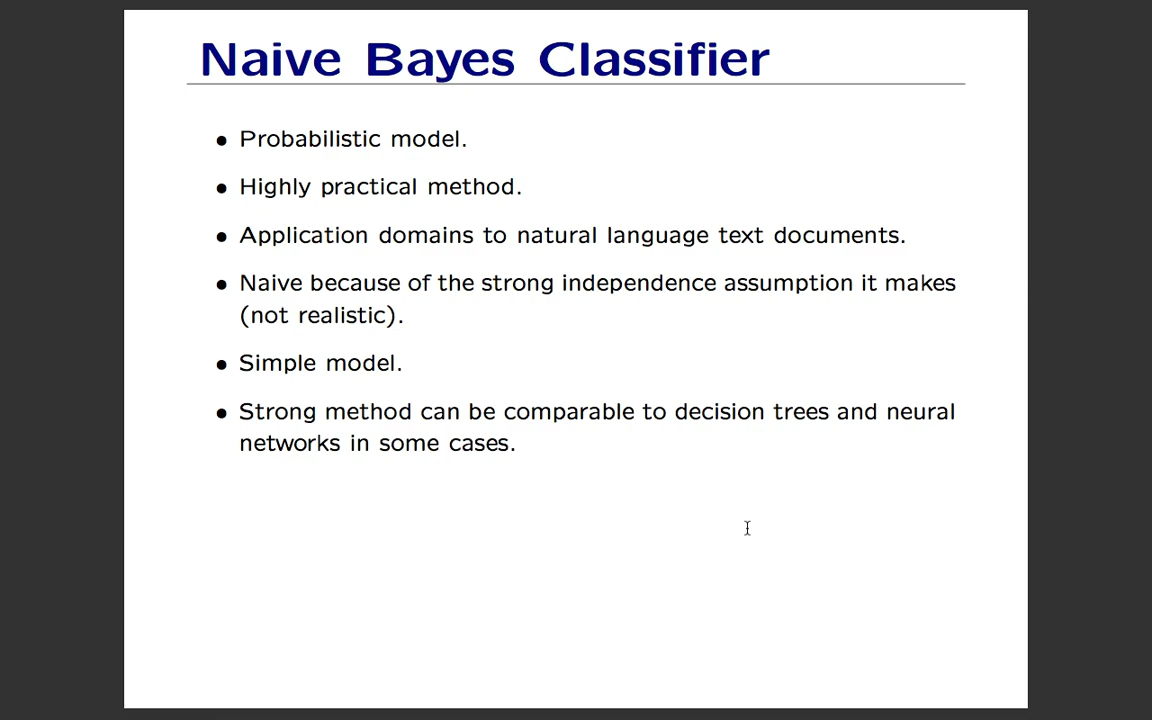 Naive Bayes Classifier
• Probabilistic model.
• Highly practical method.
• Application domains to natural language text documents.
• Naive because of the strong independence assumption it makes
(not realistic).
• Simple model.
• Strong method can be comparable to decision trees and neural
networks in some cases.